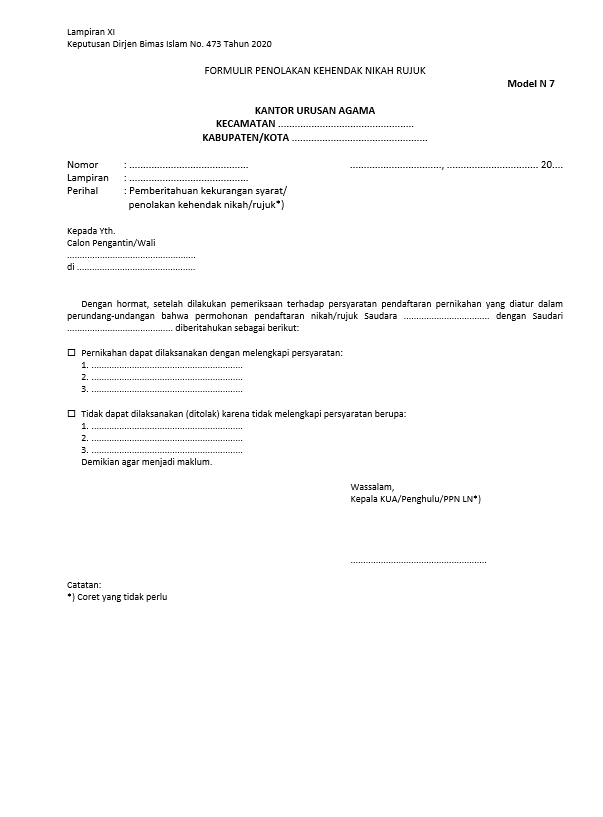 Lampiran XI
Keputusan Dirjen Bimas Islam No. 473 Tahun 2020
FORMULIR PENOLAKAN KEHENDAK NIKAH RUJUK
Model N 7
KANTOR URUSAN AGAMA
KECAMATAN ...................................................
KABUPATEN/KOTA ...................................................
Nomor : ............................................. ..................................., .................................. 20....
Lampiran : .............................................
Perihal : Pemberitahuan kekurangan syarat/
penolakan kehendak nikah/rujuk*)
Kepada Yth.
Calon Pengantin/Wali
...................................................
di ...............................................
Dengan hormat, setelah dilakukan pemeriksaan terhadap persyaratan pendaftaran pernikahan yang diatur dalam
perundang-undangan bahwa permohonan pendaftaran nikah/rujuk Saudara .................................. dengan Saudari
.......................................... diberitahukan sebagai berikut:
☐ Pernikahan dapat dilaksanakan dengan melengkapi persyaratan:
1. ............................................................
2. ............................................................
3. ............................................................
☐ Tidak dapat dilaksanakan (ditolak) karena tidak melengkapi persyaratan berupa:
1. ............................................................
2. ............................................................
3. ............................................................
Demikian agar menjadi maklum.
Wassalam,
Kepala KUA/Penghulu/PPN LN*)
......................................................
Catatan:
*) Coret yang tidak perlu